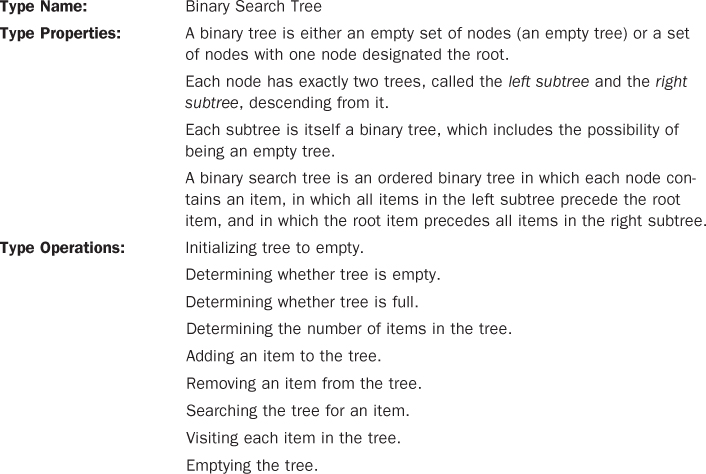 Type Name: Binary Search Tree
Type Properties: A binary tree is either an empty set of nodes (an empty tree) or a set
of nodes with one node designated the root.
Each node has exactly two trees, called the left subtree and the right
subtree, descending from it.
Each subtree is itself a binary tree, which includes the possibility of
being an empty tree.
A binary search tree is an ordered binary tree in which each node con-
tains an item, in which all items in the left subtree precede the root
item, and in which the root item precedes all items in the right subtree.
Type Operations: Initializing tree to empty.
Determining whether tree is empty.
Determining whether tree is full.
Determining the number of items in the tree.
Adding an item to the tree.
Removing an item from the tree.
Searching the tree for an item.
Visiting each item in the tree.
Emptying the tree.